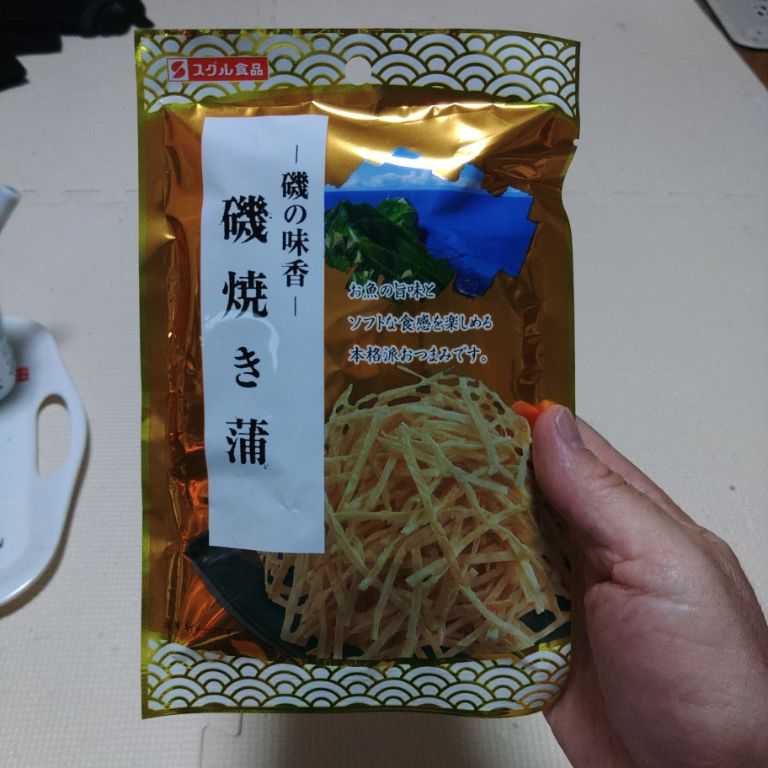 スグル食品
―磯の味香―
磯焼き蒲
お魚の旨味と
ソフトな食感を楽しめる
本格派おつまみです。